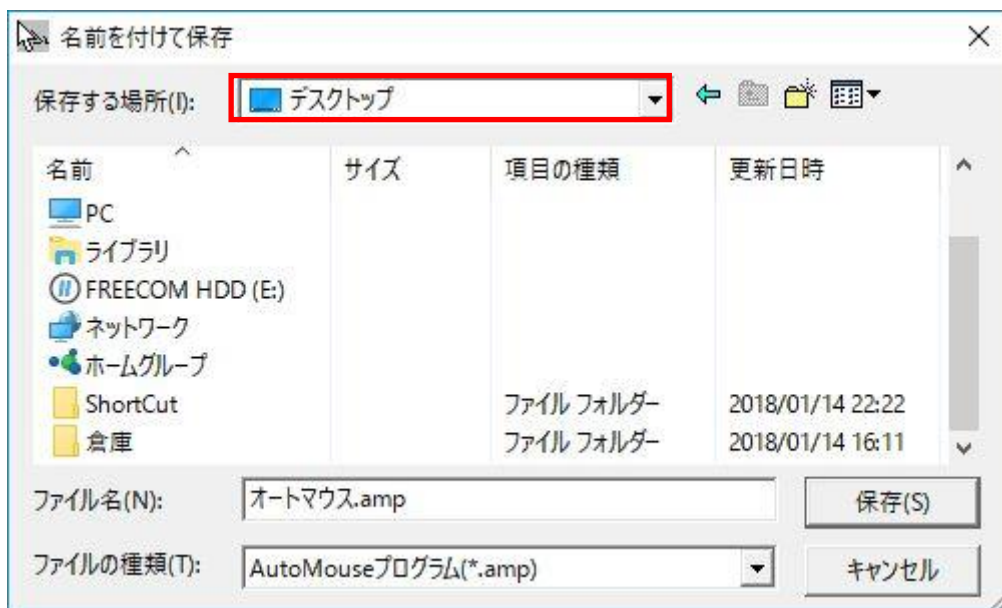 名前を付けて保存
保存する場所(I): デスクトップ
名前 サイズ 項目の種類 更新日時
PC
ライブラリ
FREECOM HDD (E:)
ネットワーク
ホームグループ
ShortCut ファイル フォルダー 2018/01/14 22:22
倉庫 ファイル フォルダー 2018/01/14 16:11
ファイル名(N): オートマウス.amp 保存(S)
ファイルの種類(T): AutoMouseプログラム(*.amp) キャンセル